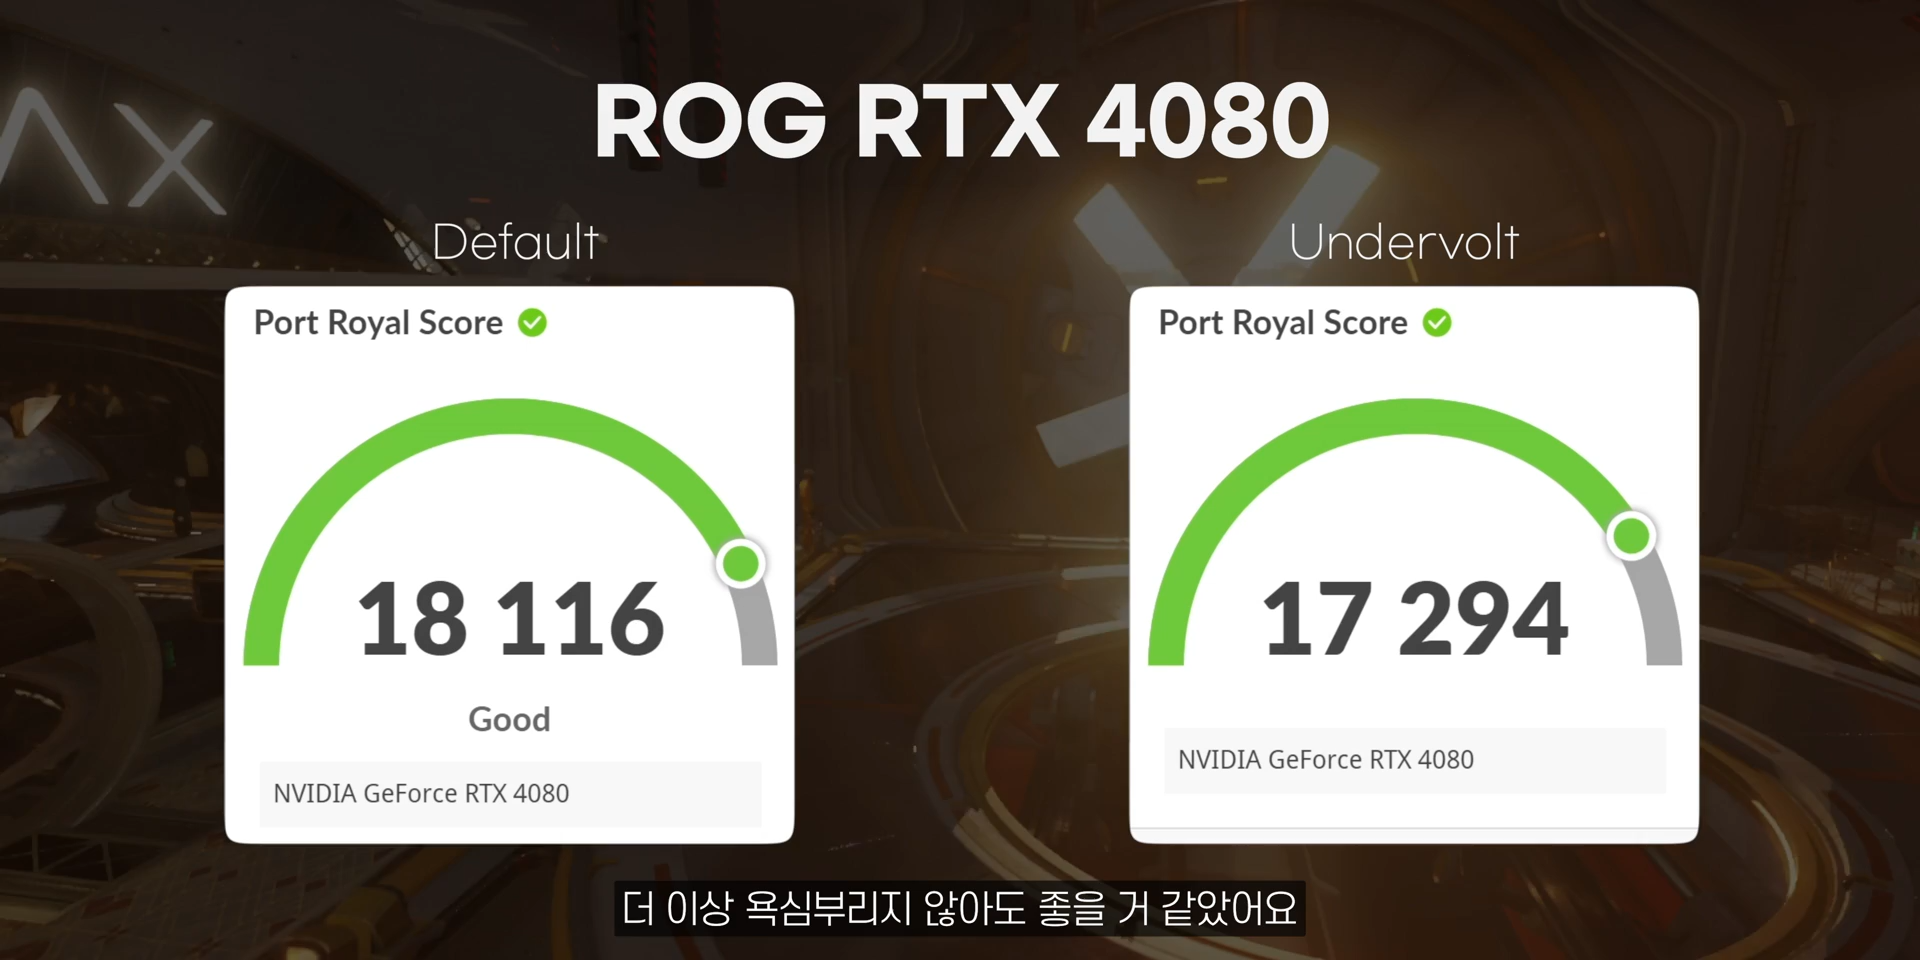 ROG RTX 4080
Default
Undervolt
Port Royal Score
18 116
Good
NVIDIA GeForce RTX 4080
Port Royal Score
17 294
NVIDIA GeForce RTX 4080
더 이상 욕심부리지 않아도 좋을 거 같았어요